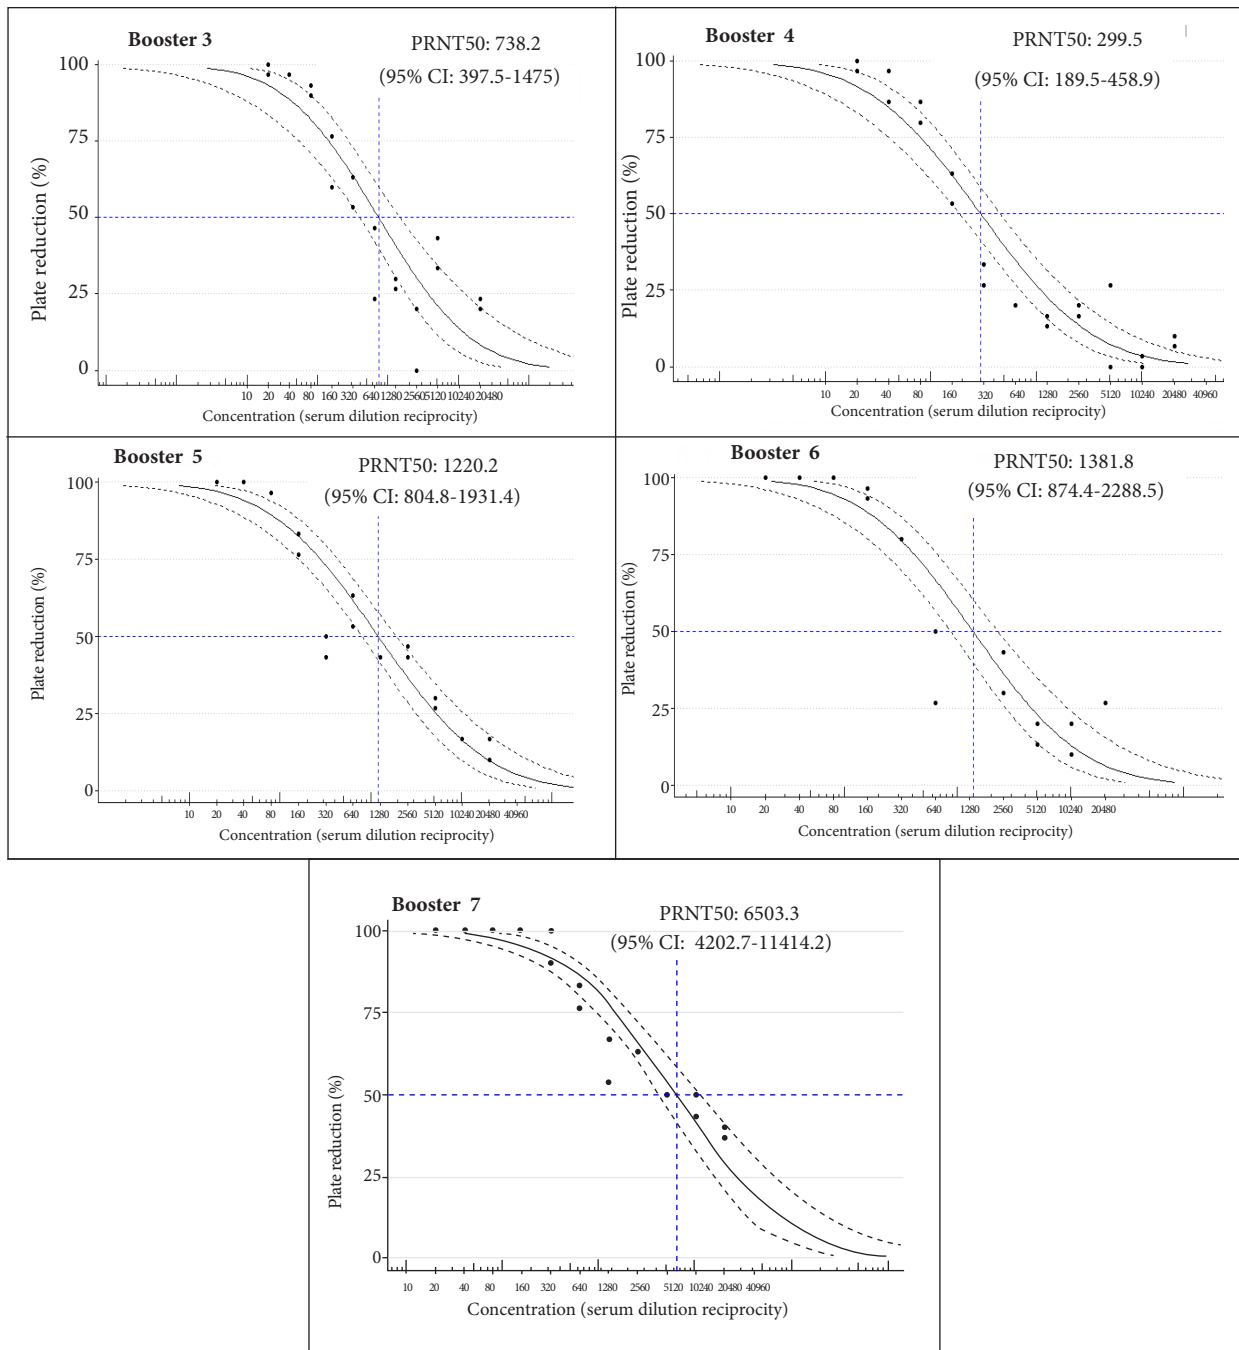 Booster 3
PRNT50: 738.2
(95% CI: 397.5-1475)
100
75
50
25
0
Plate reduction (%)
10 20 40 80 160 320 640 1280 2560 5120 10240 20480
Concentration (serum dilution reciprocity)
Booster 4
PRNT50: 299.5
(95% CI: 189.5-458.9)
100
75
50
25
0
Plate reduction (%)
10 20 40 80 160 320 640 1280 2560 5120 10240 20480 40960
Concentration (serum dilution reciprocity)
Booster 5
PRNT50: 1220.2
(95% CI: 804.8-1931.4)
100
75
50
25
0
Plate reduction (%)
10 20 40 80 160 320 640 1280 2560 5120 10240 20480 40960
Concentration (serum dilution reciprocity)
Booster 6
PRNT50: 1381.8
(95% CI: 874.4-2288.5)
100
75
50
25
0
Plate reduction (%)
10 20 40 80 160 320 640 1280 2560 5120 10240 20480
Concentration (serum dilution reciprocity)
Booster 7
PRNT50: 6503.3
(95% CI: 4202.7-11414.2)
100
75
50
25
0
Plate reduction (%)
10 20 40 80 160 320 640 1280 2560 5120 10240 20480 40960
Concentration (serum dilution reciprocity)